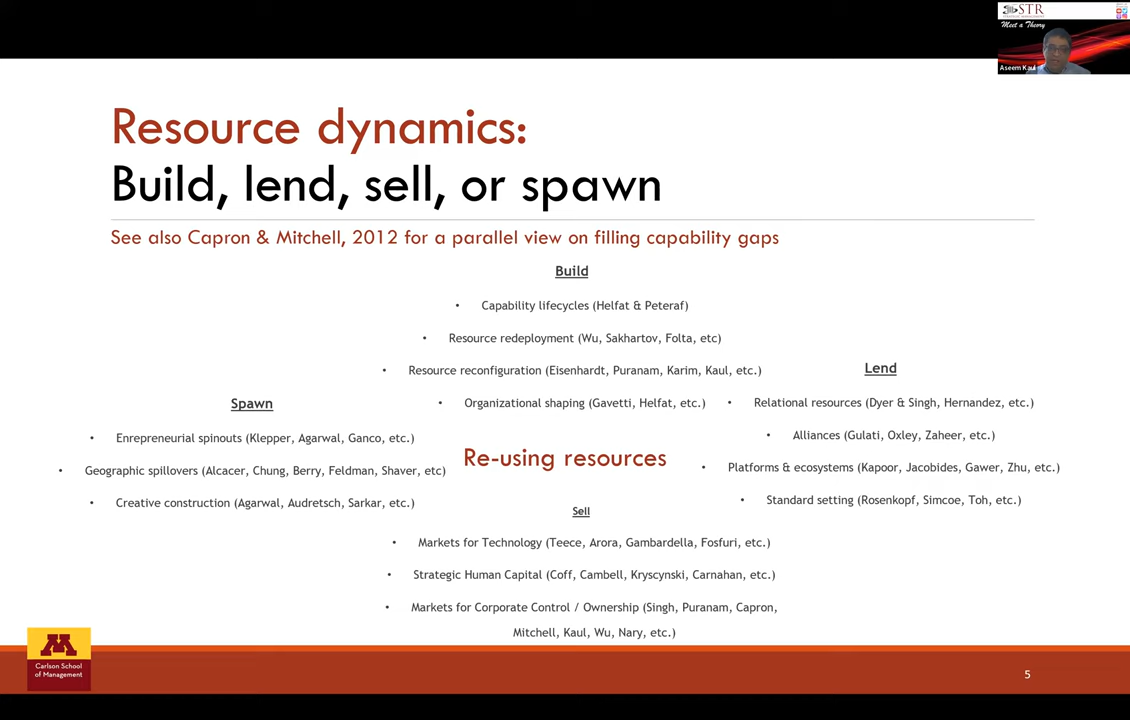 STR
Meet a Theory
Aseem Kaul
Resource dynamics:
Build, lend, sell, or spawn
See also Capron & Mitchell, 2012 for a parallel view on filling capability gaps
Build
• Capability lifecycles (Helfat & Peteraf)
• Resource redeployment (Wu, Sakhartov, Folta, etc)
• Resource reconfiguration (Eisenhardt, Puranam, Karim, Kaul, etc.)
• Organizational shaping (Gavetti, Helfat, etc.)
Lend
• Relational resources (Dyer & Singh, Hernandez, etc.)
• Alliances (Gulati, Oxley, Zaheer, etc.)
• Platforms & ecosystems (Kapoor, Jacobides, Gawer, Zhu, etc.)
• Standard setting (Rosenkopf, Simcoe, Toh, etc.)
Spawn
• Enrepreneurial spinouts (Klepper, Agarwal, Ganco, etc.)
• Geographic spillovers (Alcacer, Chung, Berry, Feldman, Shaver, etc)
• Creative construction (Agarwal, Audretsch, Sarkar, etc.)
Re-using resources
Sell
• Markets for Technology (Teece, Arora, Gambardella, Fosfuri, etc.)
• Strategic Human Capital (Coff, Cambell, Kryscynski, Carnahan, etc.)
• Markets for Corporate Control / Ownership (Singh, Puranam, Capron,
Mitchell, Kaul, Wu, Nary, etc.)
M
Carlson School
of Management
5